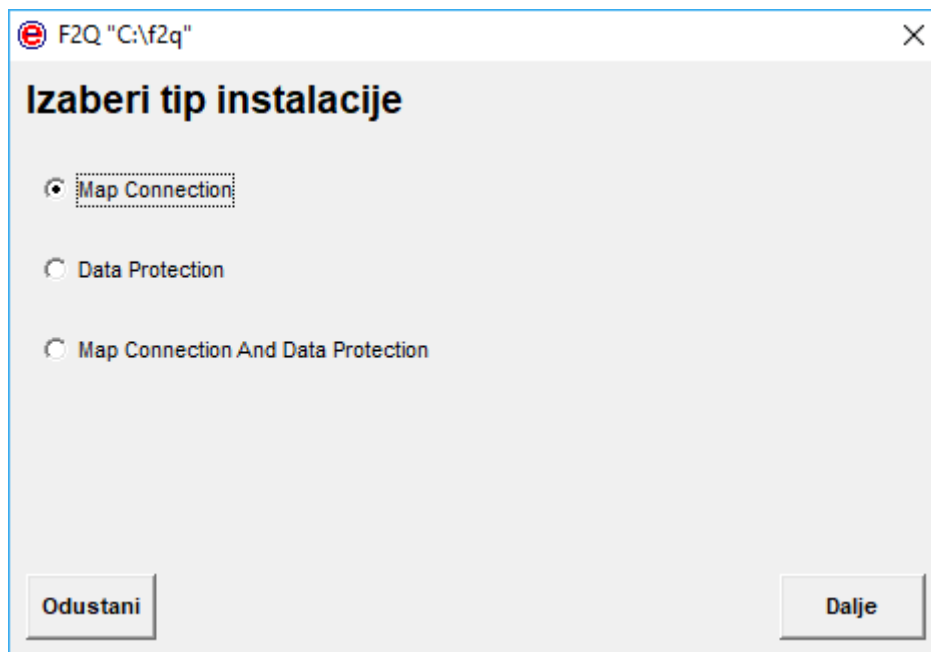 e F2Q "C:\f2q"
Izaberi tip instalacije
Map Connection
Data Protection
Map Connection And Data Protection
Odustani
Dalje